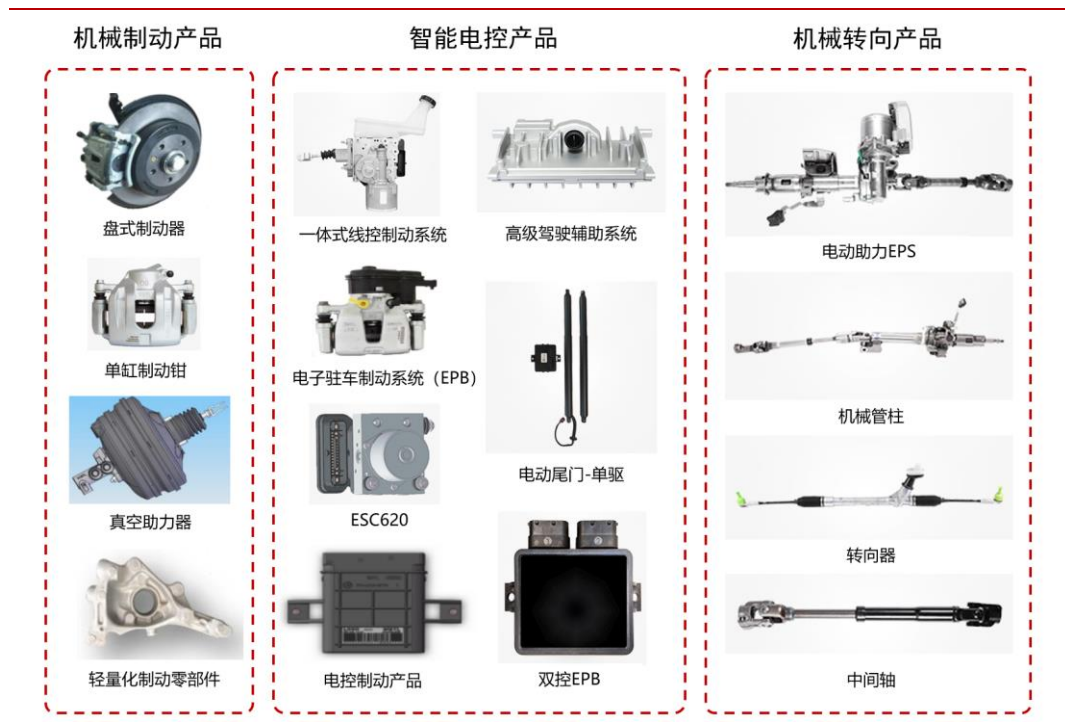 机械制动产品
智能电控产品
机械转向产品
盘式制动器
单缸制动钳
真空助力器
轻量化制动零部件
一体式线控制动系统
高级驾驶辅助系统
电子驻车制动系统（EPB）
电动尾门-单驱
ESC620
电控制动产品
双控EPB
电动助力EPS
机械管柱
转向器
中间轴